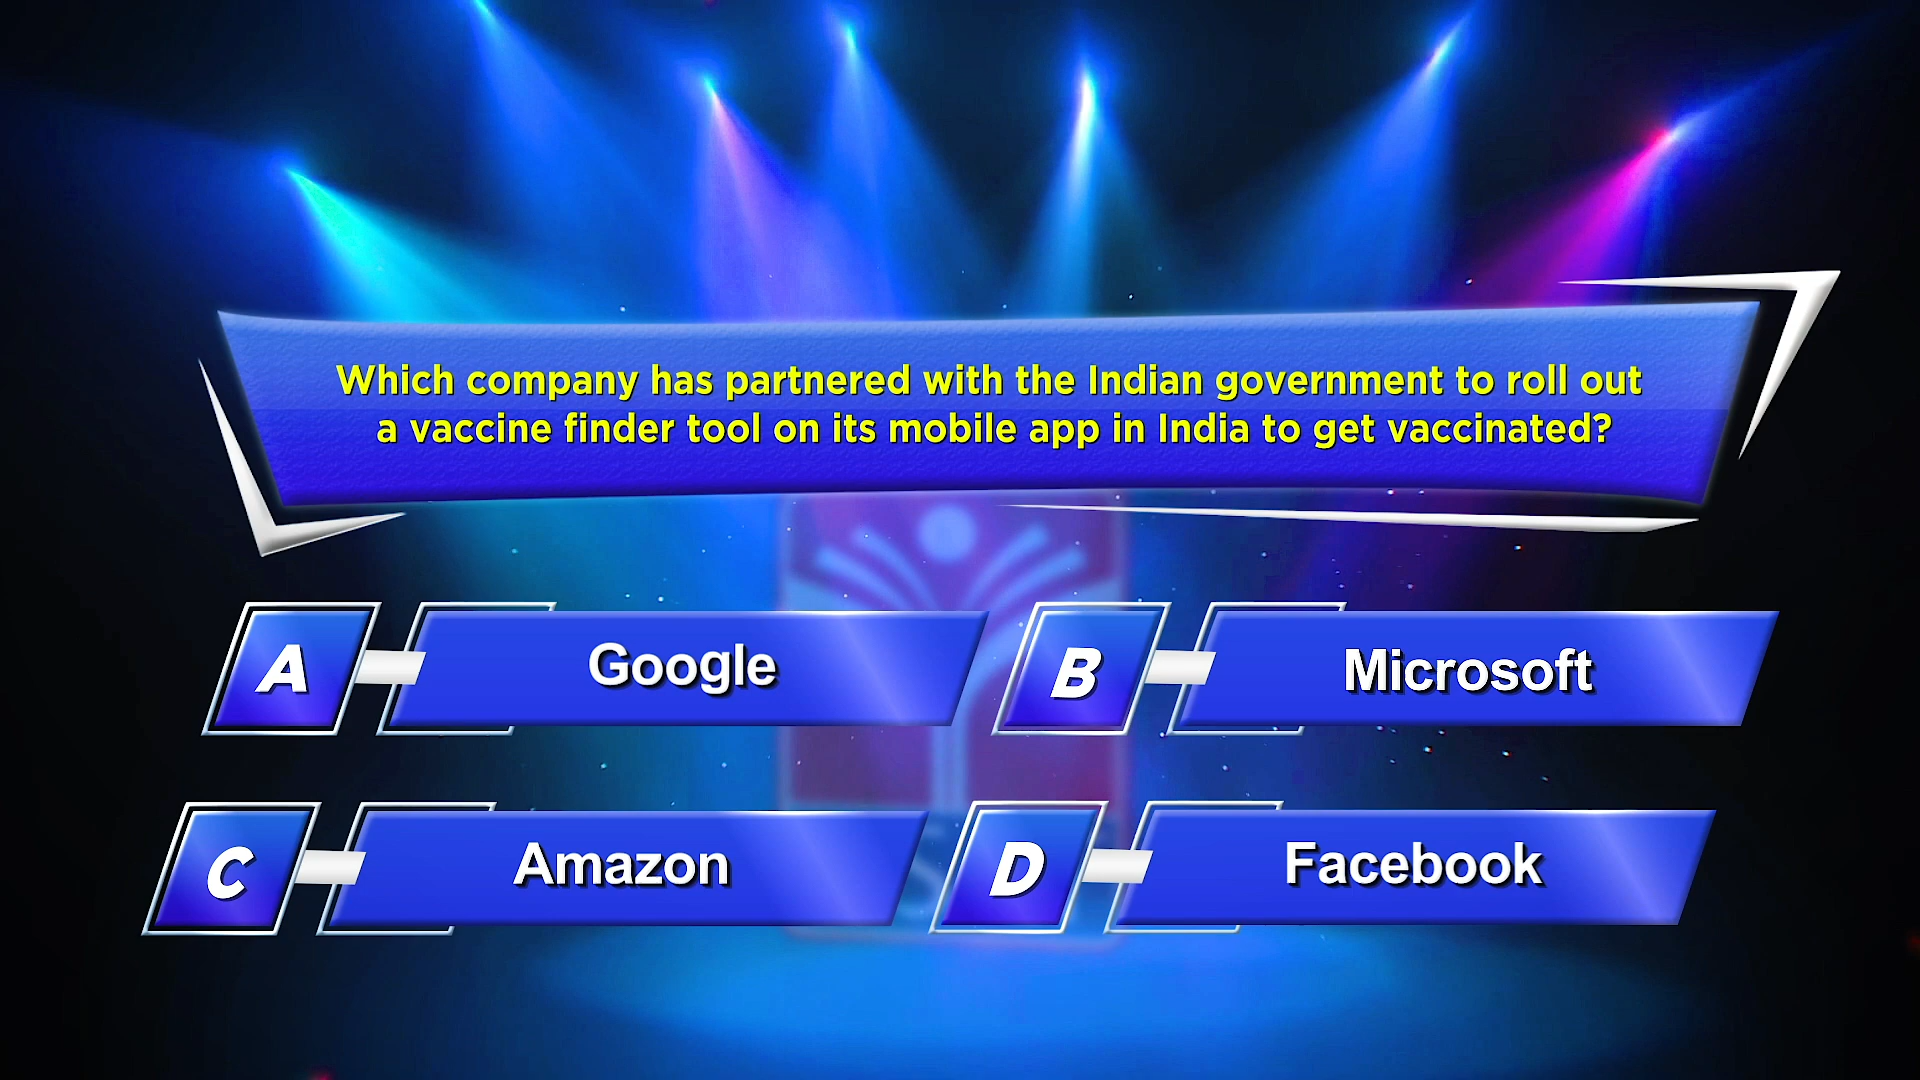 Which company has partnered with the Indian government to roll out
a vaccine finder tool on its mobile app in India to get vaccinated?
A Google
B Microsoft
C Amazon
D Facebook